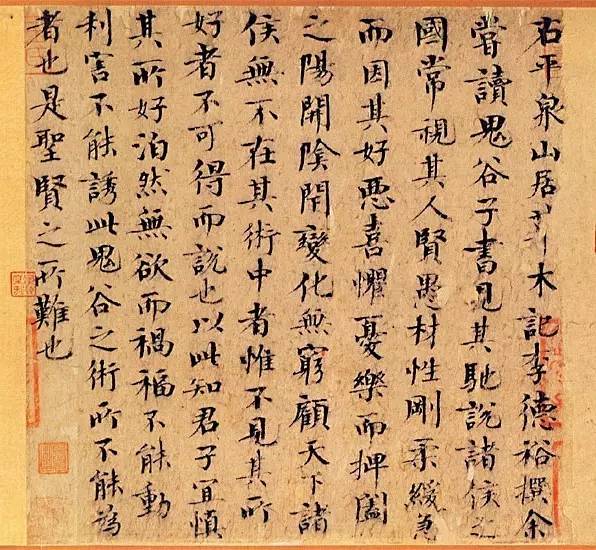 右平泉山居草木記李德裕撰余
嘗讀鬼谷子書見其馳說諸侯之
國常視其人賢愚材性剛柔緩急
而因其好惡喜懼憂樂而捭闔
之陽開陰閉變化無窮顧天下諸
侯無不在其術中者惟不見其所
好者不可得而說也以此知君子宜慎
其所好泊然無欲而禍福不能動
利害不能誘此鬼谷之術所不能為
者也是聖賢之所難也